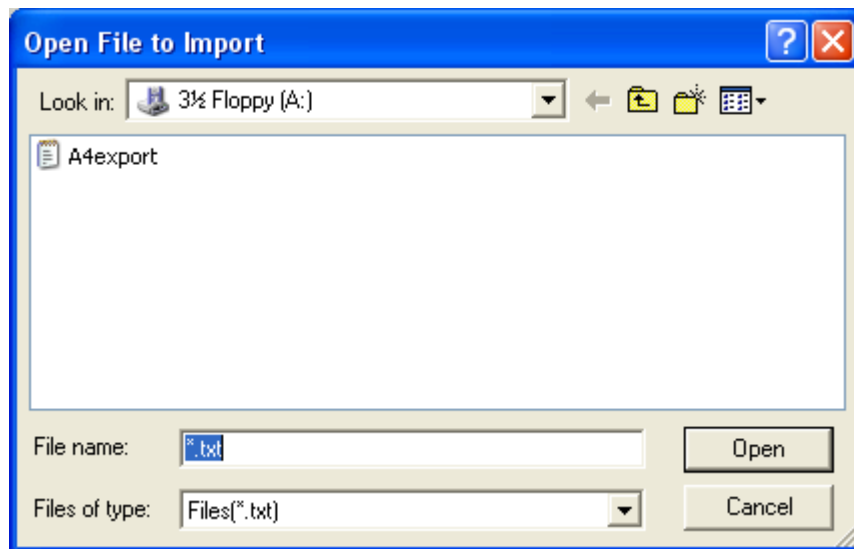 Open File to Import
Look in: 3½ Floppy (A:)
A4export
File name: *.txt
Open
Files of type: Files(*.txt)
Cancel